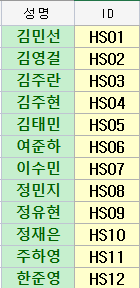 성명 ID
김민선 HS01
김영걸 HS02
김주란 HS03
김주현 HS04
김태민 HS05
여준하 HS06
이수민 HS07
정민지 HS08
정유현 HS09
정재은 HS10
주하영 HS11
한준영 HS12